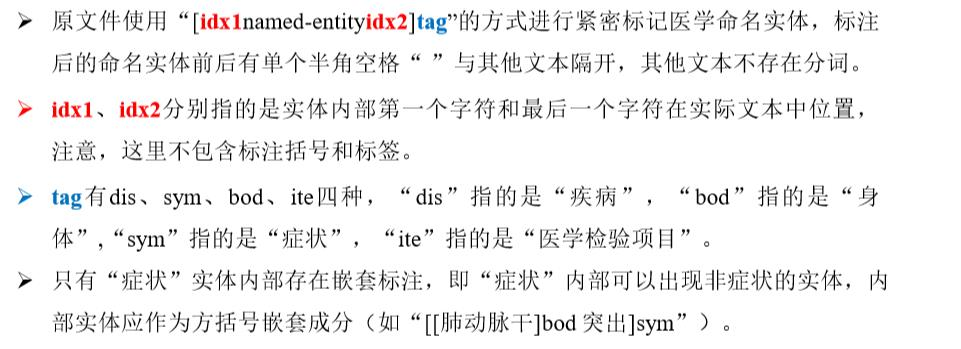 ➢ 原文件使用“[idx1named-entityidx2]tag”的方式进行紧密标记医学命名实体，标注
后的命名实体前后有单个半角空格“ ”与其他文本隔开，其他文本不存在分词。
➢ idx1、idx2分别指的是实体内部第一个字符和最后一个字符在实际文本中位置，
注意，这里不包含标注括号和标签。
➢ tag有dis、sym、bod、ite四种，“dis”指的是“疾病”，“bod”指的是“身
体”,“sym”指的是“症状”，“ite”指的是“医学检验项目”。
➢ 只有“症状”实体内部存在嵌套标注，即“症状”内部可以出现非症状的实体，内
部实体应作为方括号嵌套成分（如“[[肺动脉干]bod 突出]sym”）。